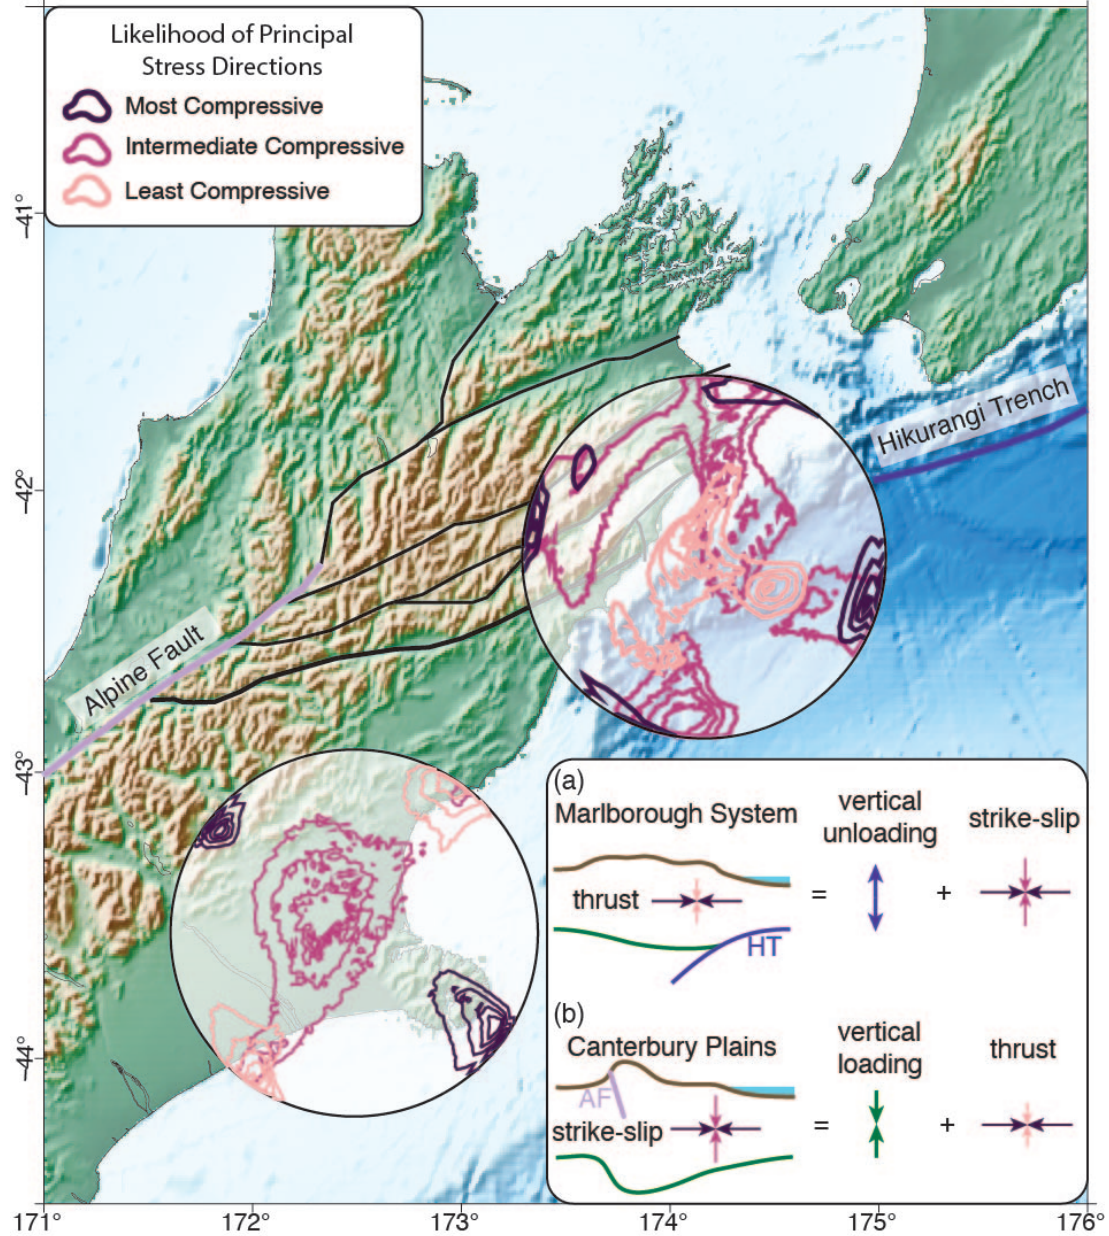 Likelihood of Principal
Stress Directions
Most Compressive
Intermediate Compressive
Least Compressive
-41°
-42°
-43°
-44°
Hikurangi Trench
Alpine Fault
(a)
Marlborough System
vertical
unloading
strike-slip
thrust
=
+
HT
(b)
Canterbury Plains
vertical
loading
thrust
AF
strike-slip
=
+
171°
172°
173°
174°
175°
176°